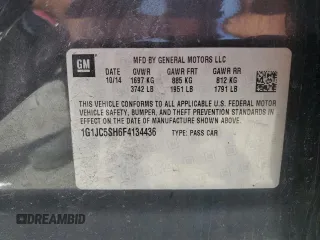 GM
MFD BY GENERAL MOTORS LLC
DATE GVWR GAWR FRT GAWR RR
10/14 1697 KG 885 KG 812 KG
3742 LB 1951 LB 1791 LB
THIS VEHICLE CONFORMS TO ALL APPLICABLE U.S. FEDERAL MOTOR
VEHICLE SAFETY, BUMPER, AND THEFT PREVENTION
STANDARDS IN EFFECT ON THE DATE OF MANUFACTURE SHOWN ABOVE.
1G1JC5SH6F4134436 TYPE: PASS CAR
DREAMBID